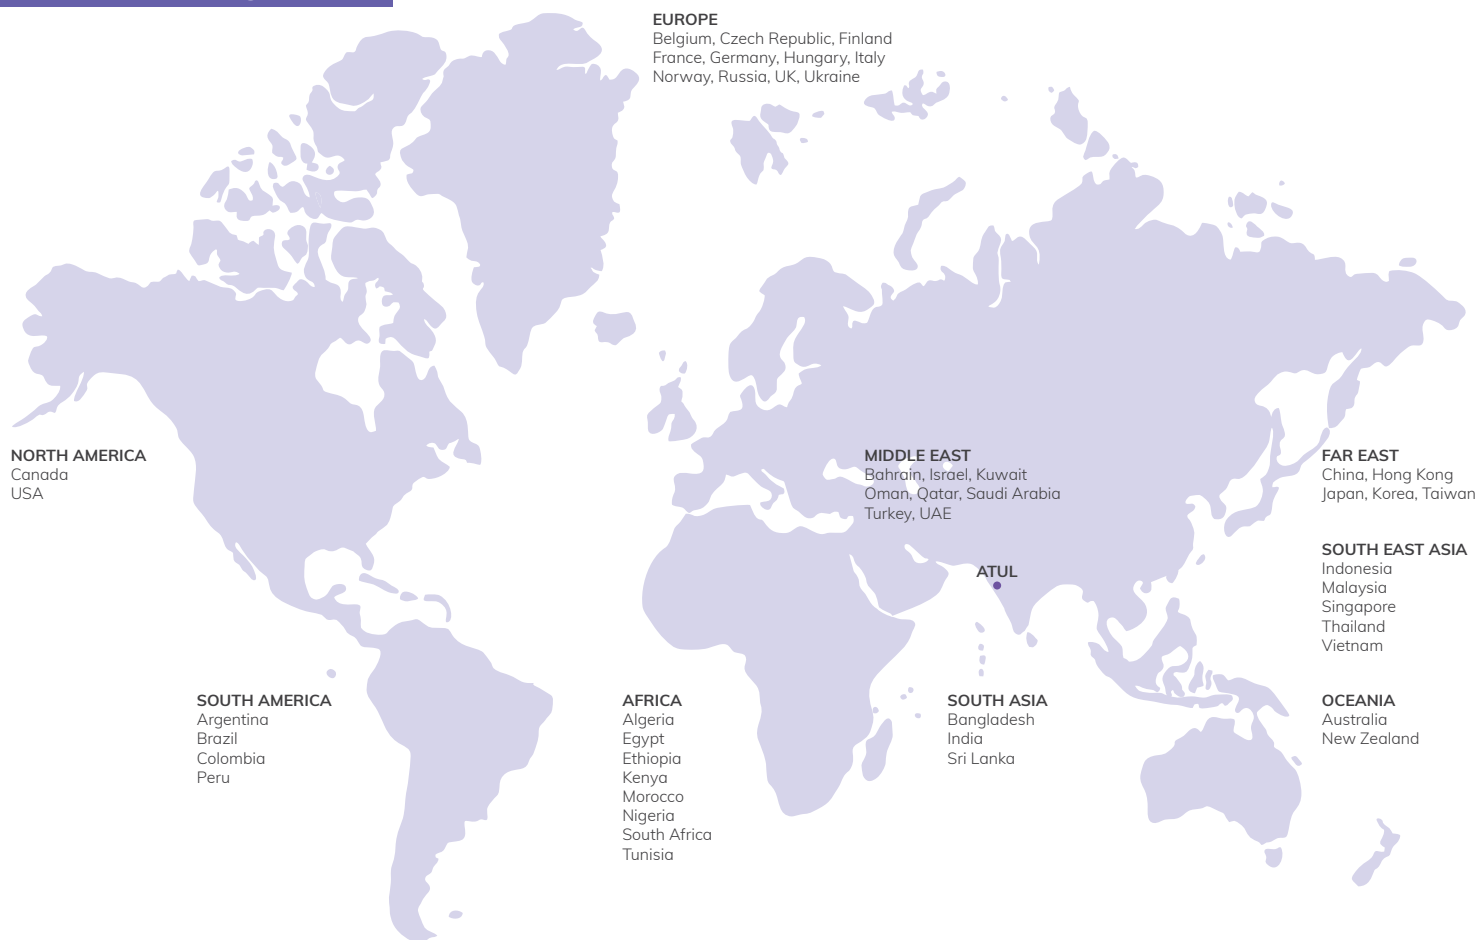 EUROPE
Belgium, Czech Republic, Finland
France, Germany, Hungary, Italy
Norway, Russia, UK, Ukraine
NORTH AMERICA
Canada
USA
MIDDLE EAST
Bahrain, Israel, Kuwait
Oman, Qatar, Saudi Arabia
Turkey, UAE
FAR EAST
China, Hong Kong
Japan, Korea, Taiwan
ATUL
SOUTH EAST ASIA
Indonesia
Malaysia
Singapore
Thailand
Vietnam
SOUTH AMERICA
Argentina
Brazil
Colombia
Peru
AFRICA
Algeria
Egypt
Ethiopia
Kenya
Morocco
Nigeria
South Africa
Tunisia
SOUTH ASIA
Bangladesh
India
Sri Lanka
OCEANIA
Australia
New Zealand